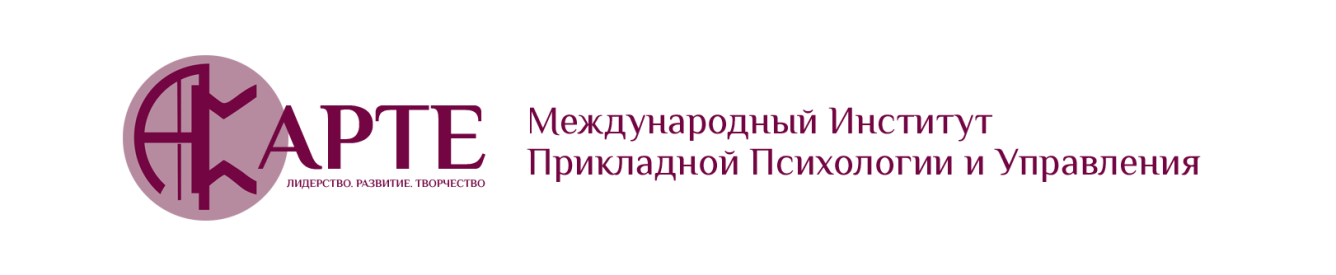 АРТЕ
ЛИДЕРСТВО. РАЗВИТИЕ. ТВОРЧЕСТВО
Международный Институт
Прикладной Психологии и Управления